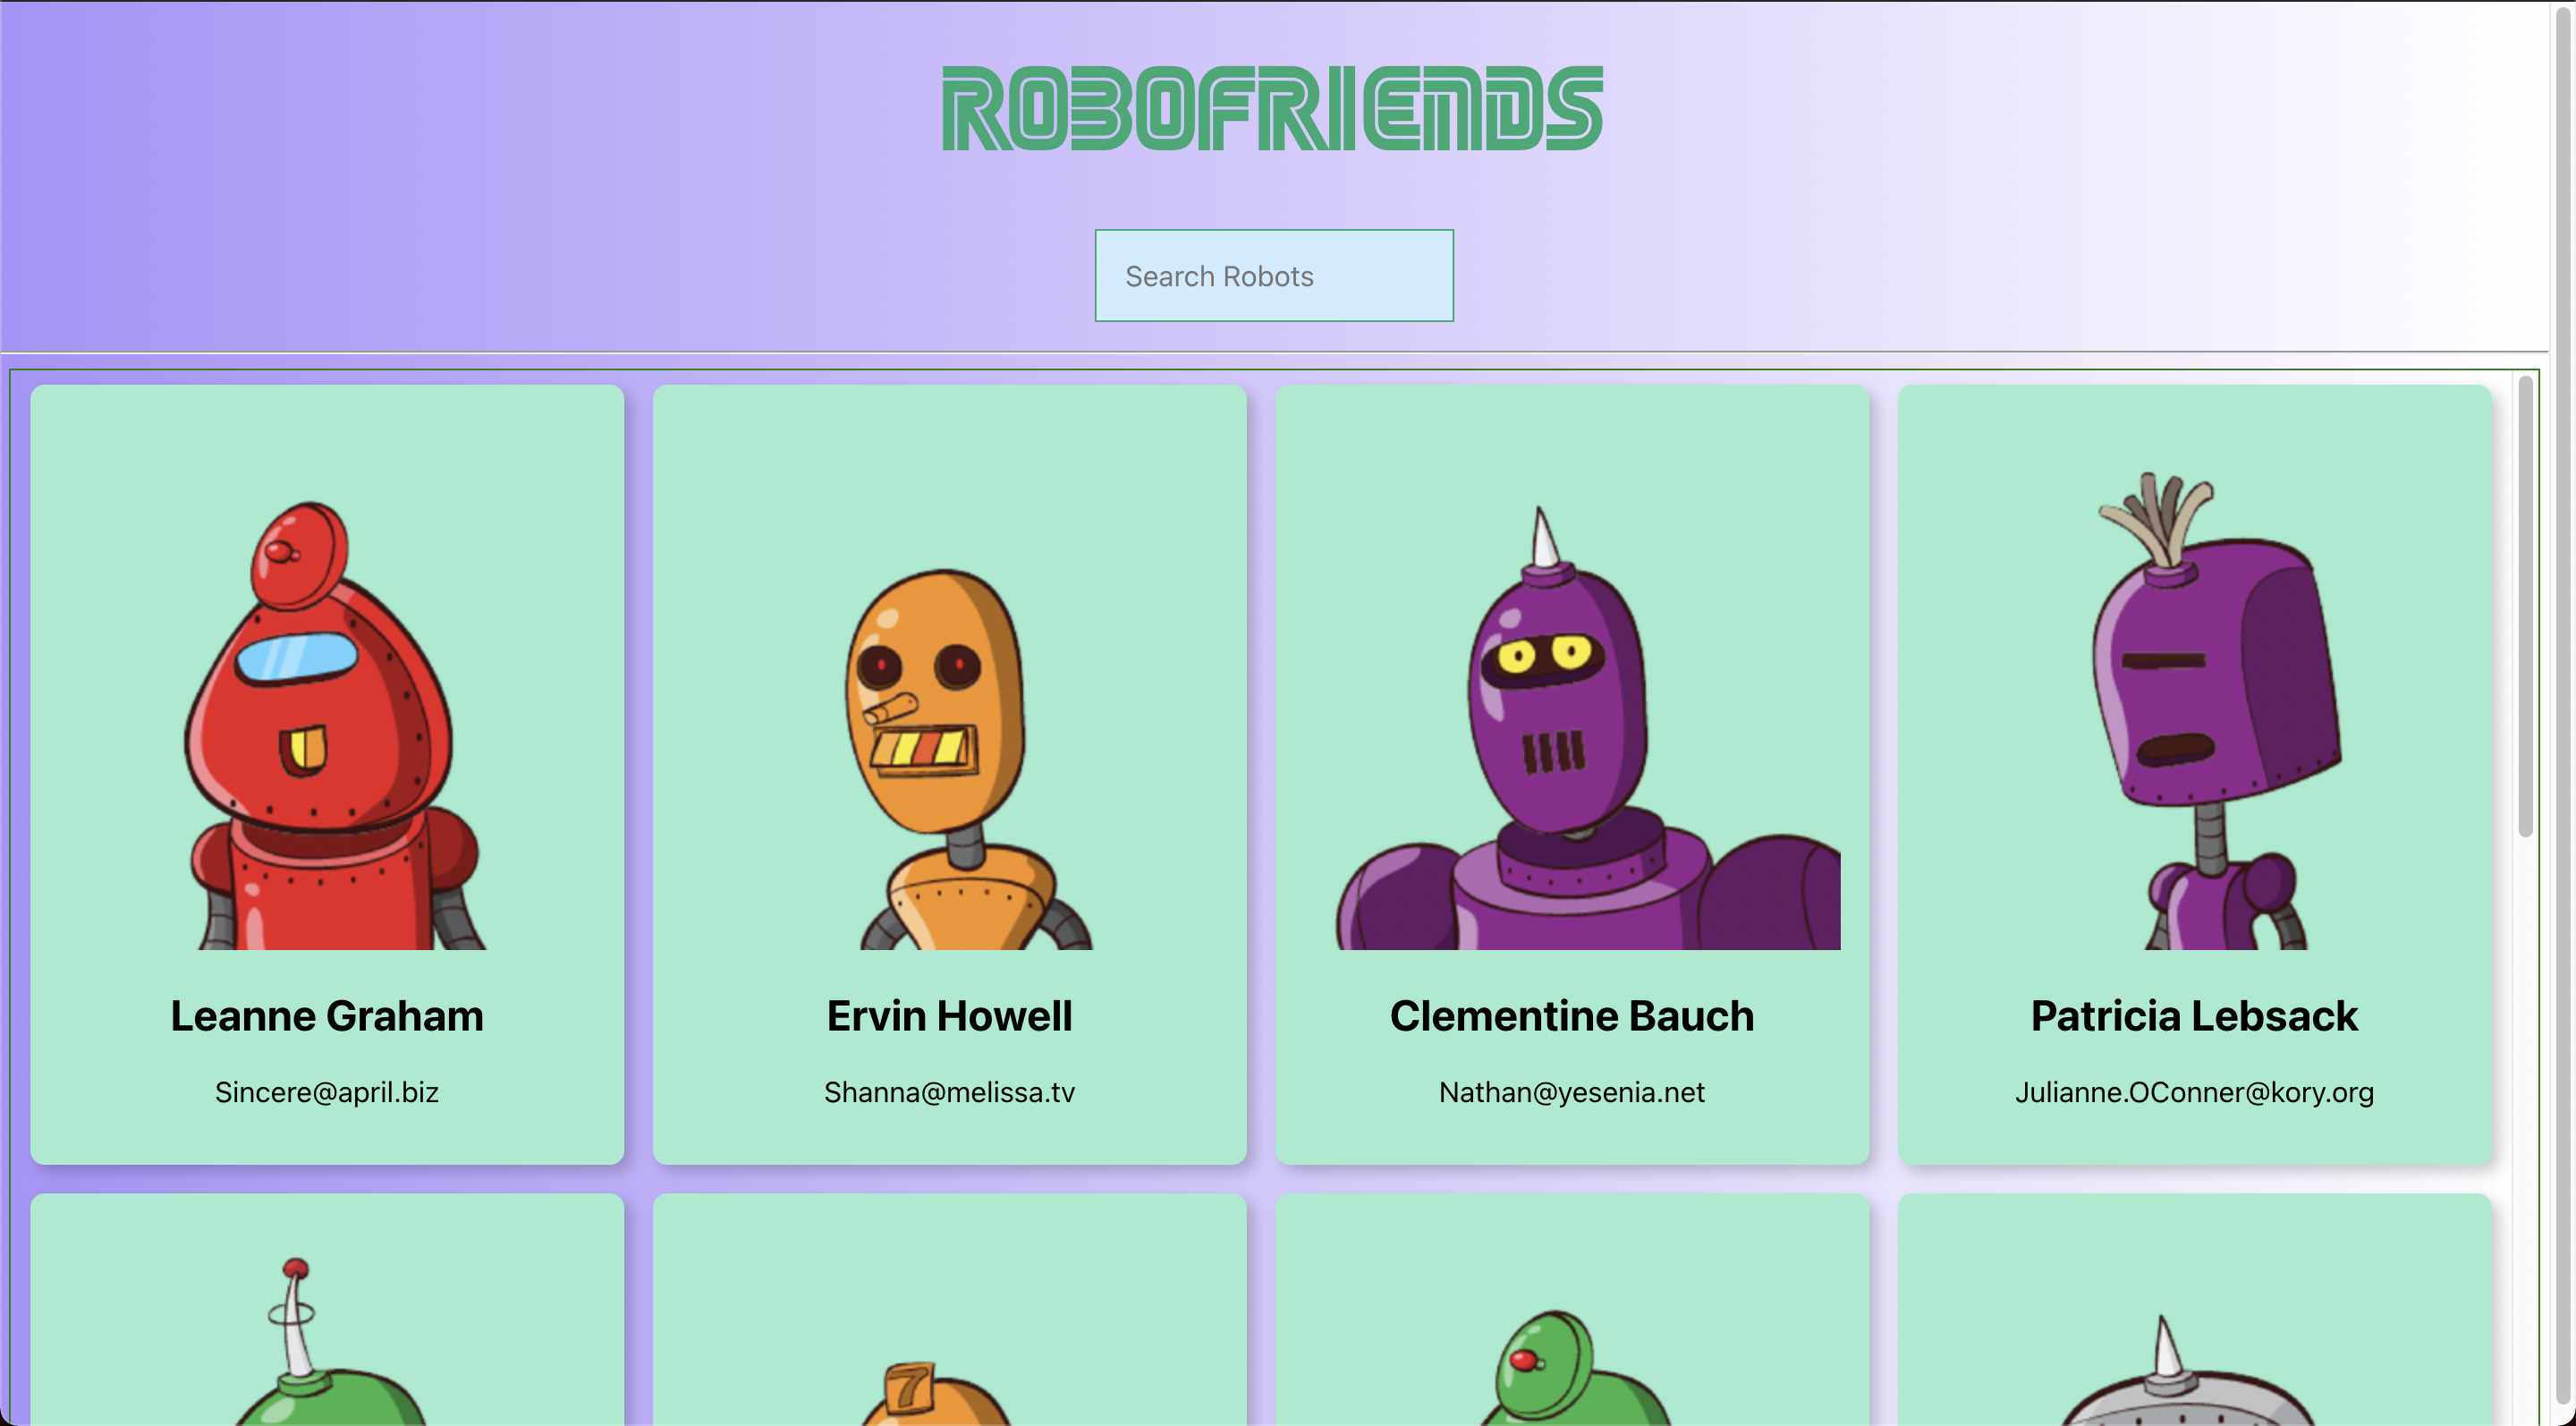 ROBOFRIENDS
Search Robots
Leanne Graham
Sincere@april.biz
Ervin Howell
Shanna@melissa.tv
Clementine Bauch
Nathan@yesenia.net
Patricia Lebsack
Julianne.OConner@kory.org
7